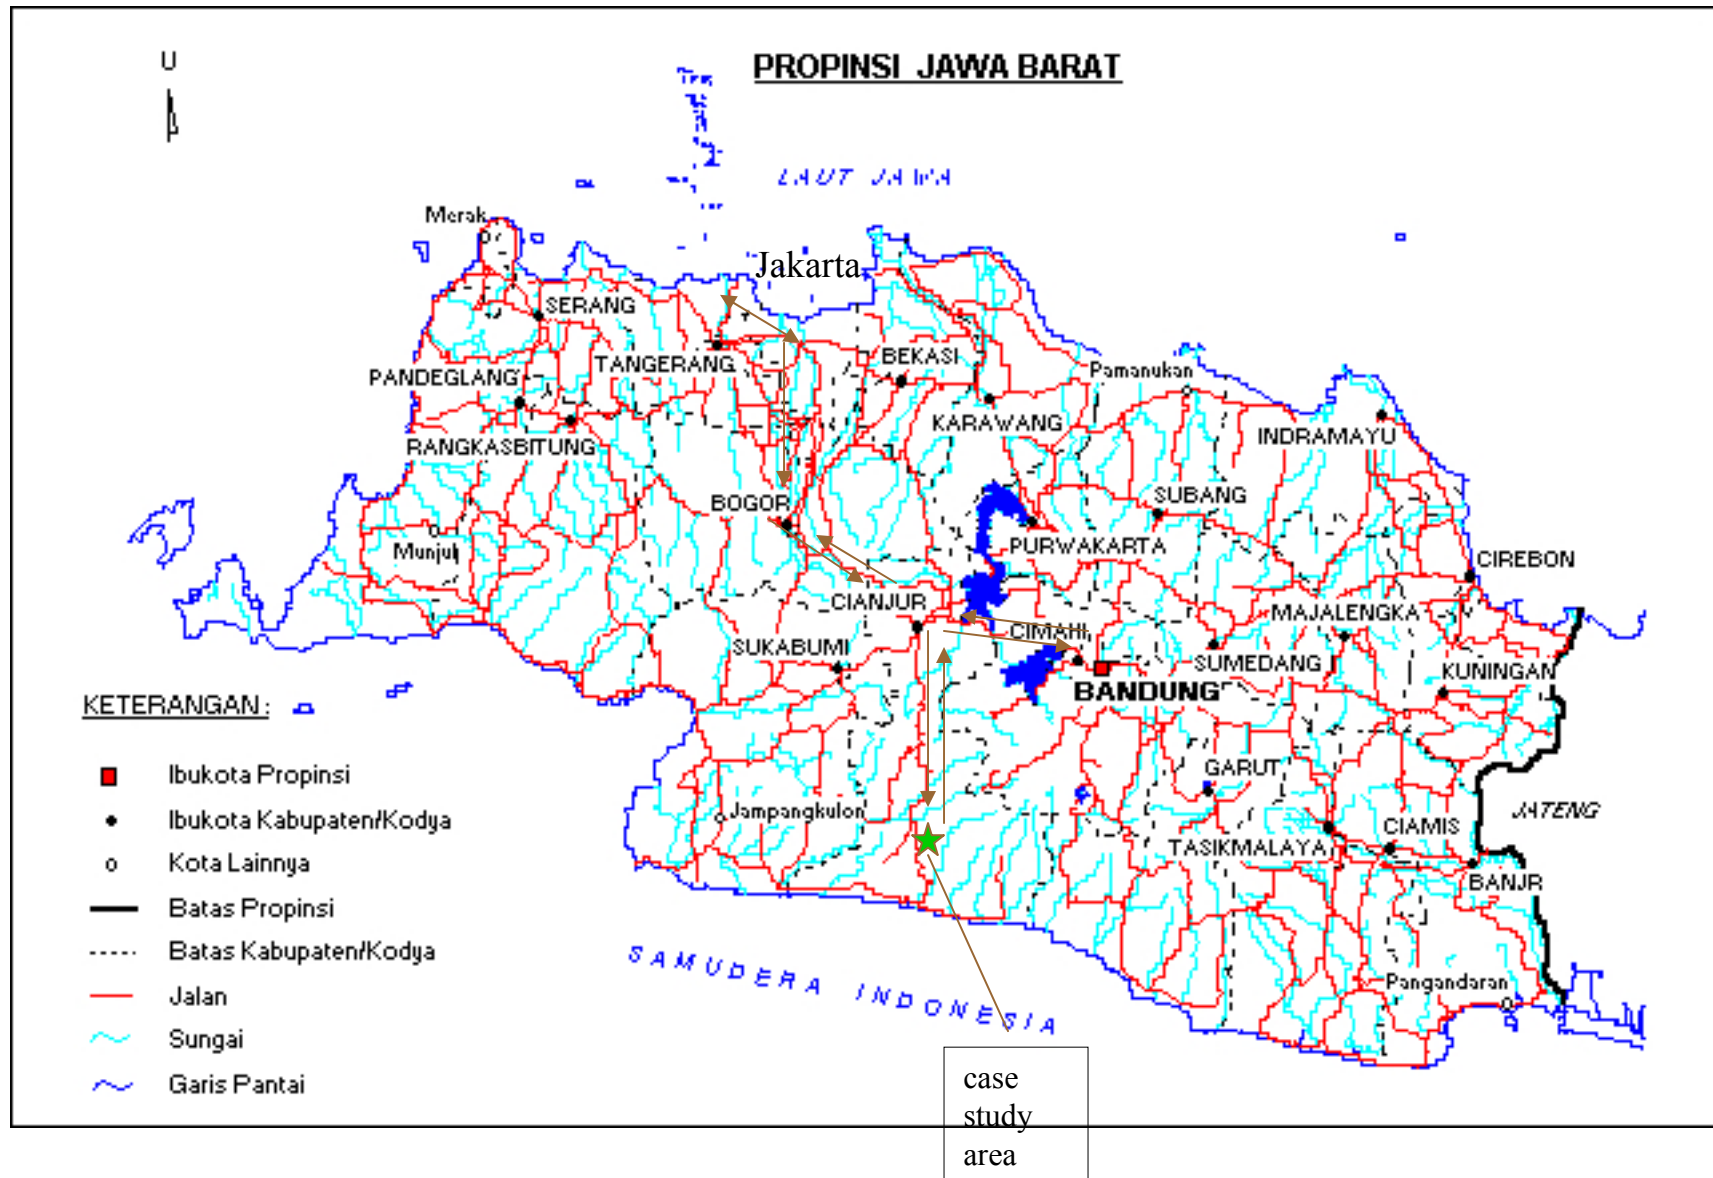 U
PROPINSI JAWA BARAT
LAUT JAWA
Merak
Jakarta
SERANG
TANGERANG
BEKASI
PANDEGLANG
Pamanukan
KARAWANG
RANGKASBITUNG
INDRAMAYU
BOGOR
SUBANG
Munjul
PURWAKARTA
CIREBON
CIANJUR
MAJALENGKA
CIMAHI
SUKABUMI
SUMEDANG
KUNINGAN
BANDUNG
KETERANGAN :
Ibukota Propinsi
GARUT
Ibukota Kabupaten/Kodya
Jampangkulon
JATENG
CIAMIS
TASIKMALAYA
Kota Lainnya
BANJR
Batas Propinsi
Batas Kabupaten/Kodya
SAMUDERA INDONESIA
Pangandaran
Jalan
Sungai
Garis Pantai
case
study
area